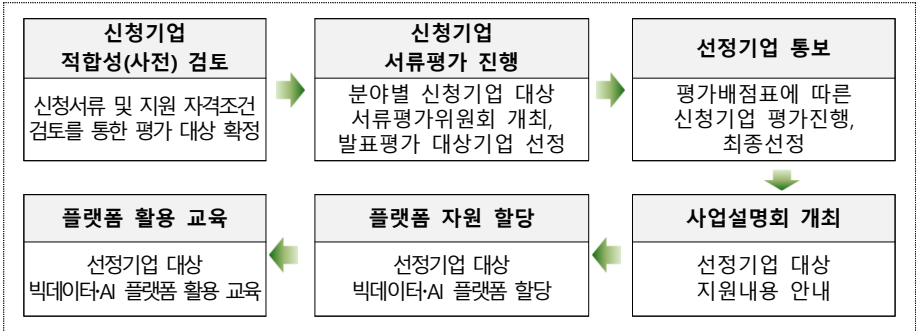 신청기업
적합성(사전) 검토
신청서류 및 지원 자격조건
검토를 통한 평가 대상 확정
신청기업
서류평가 진행
분야별 신청기업 대상
서류평가위원회 개최,
발표평가 대상기업 선정
선정기업 통보
평가배점표에 따른
신청기업 평가진행,
최종선정
사업설명회 개최
선정기업 대상
지원내용 안내
플랫폼 자원 할당
선정기업 대상
빅데이터·AI 플랫폼 할당
플랫폼 활용 교육
선정기업 대상
빅데이터·AI 플랫폼 활용 교육